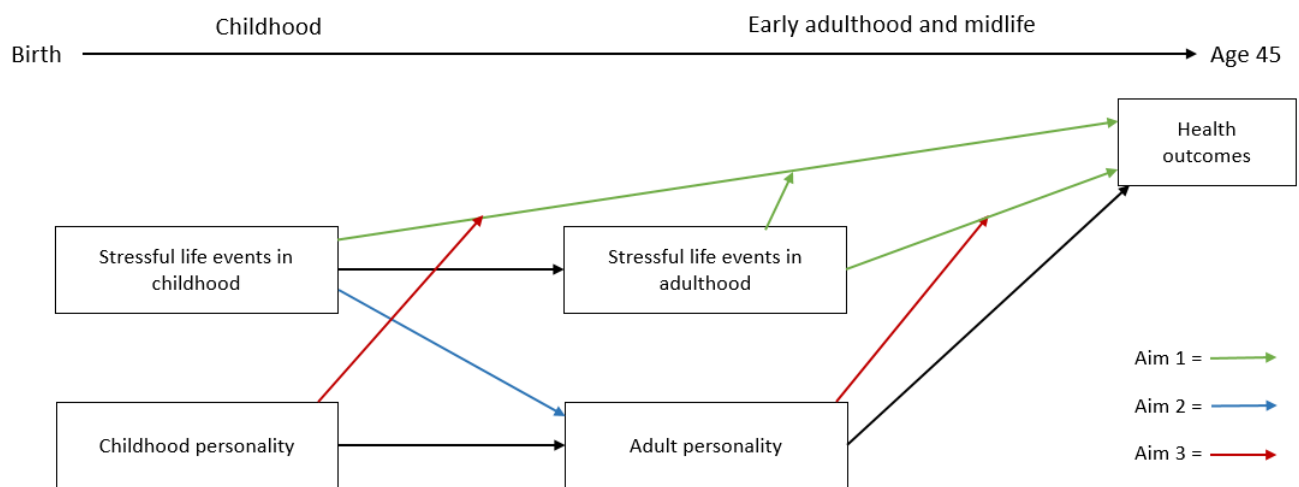 Childhood
Early adulthood and midlife
Birth
Age 45
Health
outcomes
Stressful life events in
childhood
Stressful life events in
adulthood
Aim 1 =
Aim 2 =
Aim 3 =
Childhood personality
Adult personality